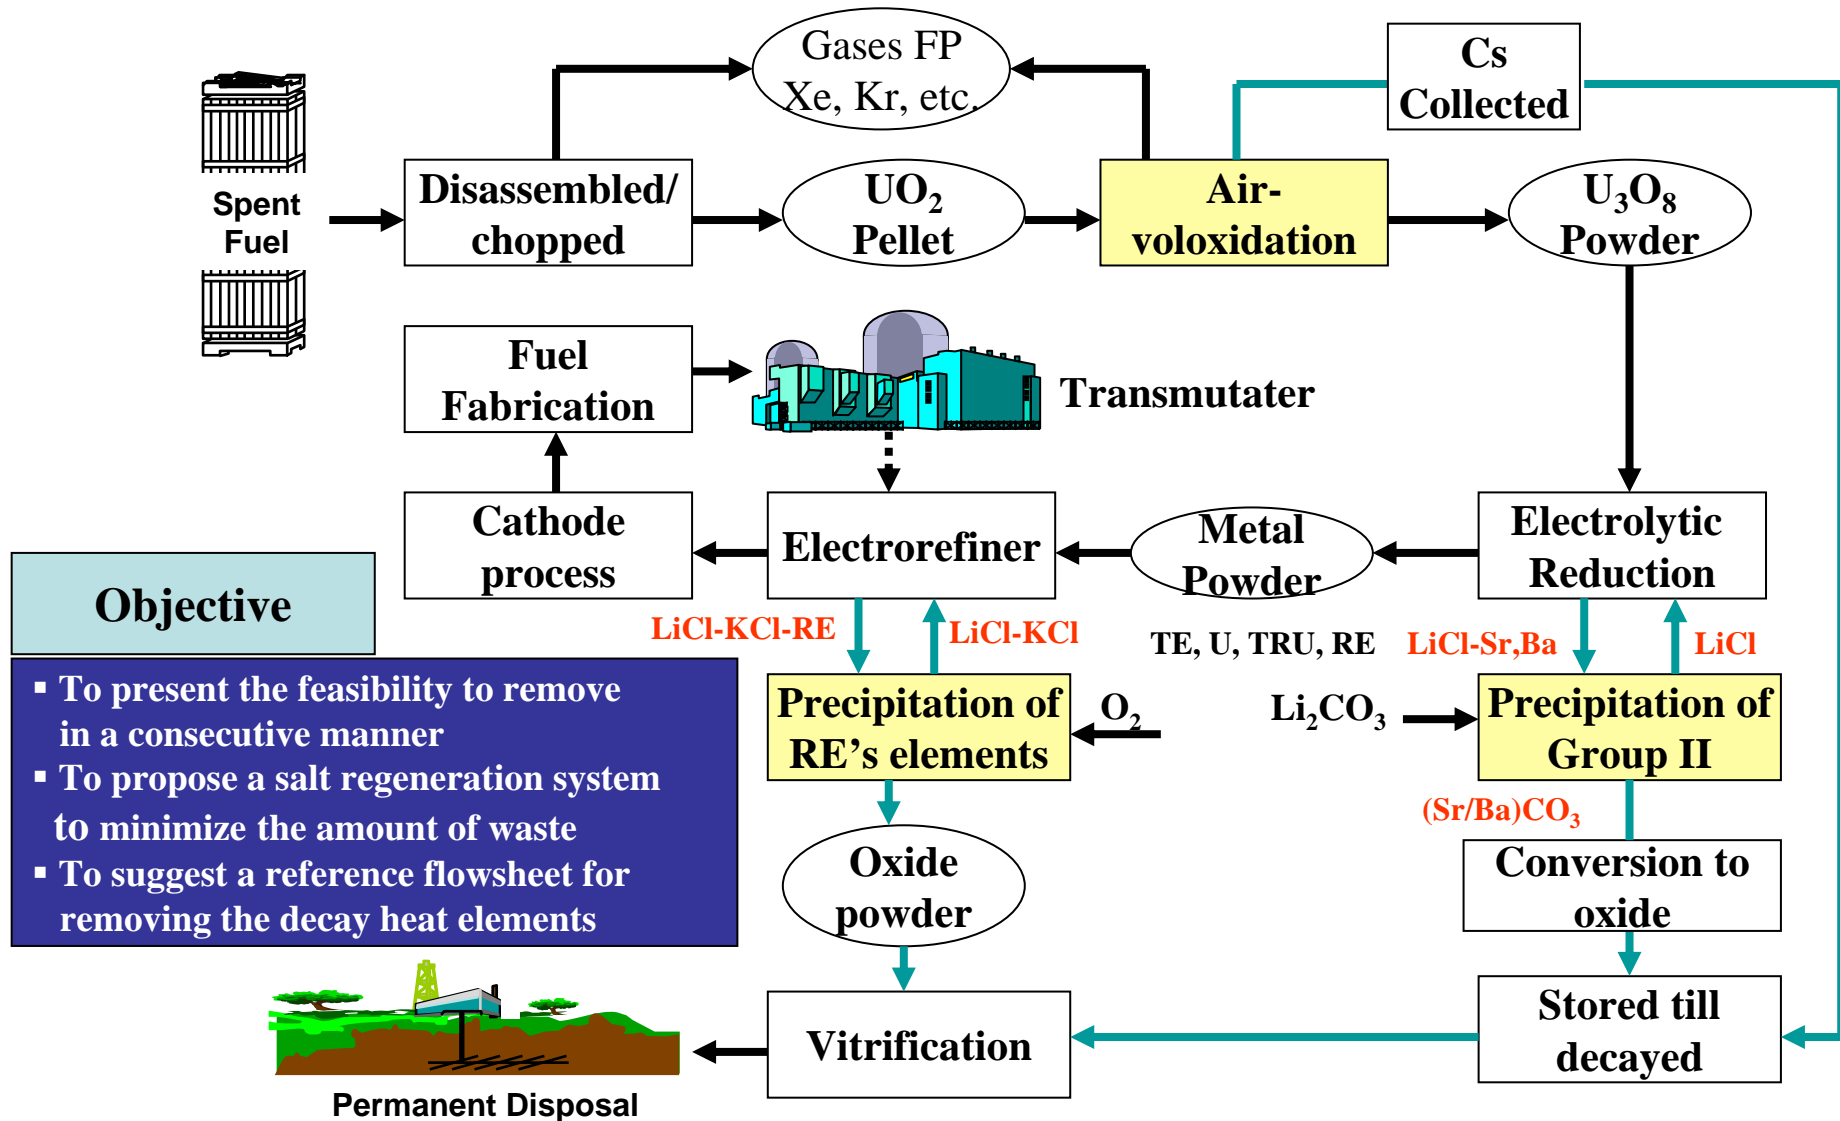 Gases FP
Xe, Kr, etc.
Cs
Collected
Spent
Fuel
Disassembled/
chopped
UO₂
Pellet
Air-
voloxidation
U₃O₈
Powder
Fuel
Fabrication
Transmutater
Cathode
process
Electrorefiner
Metal
Powder
Electrolytic
Reduction
Objective
LiCl-KCl-RE
LiCl-KCl
TE, U, TRU, RE
LiCl-Sr,Ba
LiCl
▪ To present the feasibility to remove
in a consecutive manner
▪ To propose a salt regeneration system
to minimize the amount of waste
▪ To suggest a reference flowsheet for
removing the decay heat elements
Precipitation of
RE’s elements
O₂
Li₂CO₃
Precipitation of
Group II
(Sr/Ba)CO₃
Oxide
powder
Conversion to
oxide
Vitrification
Stored till
decayed
Permanent Disposal